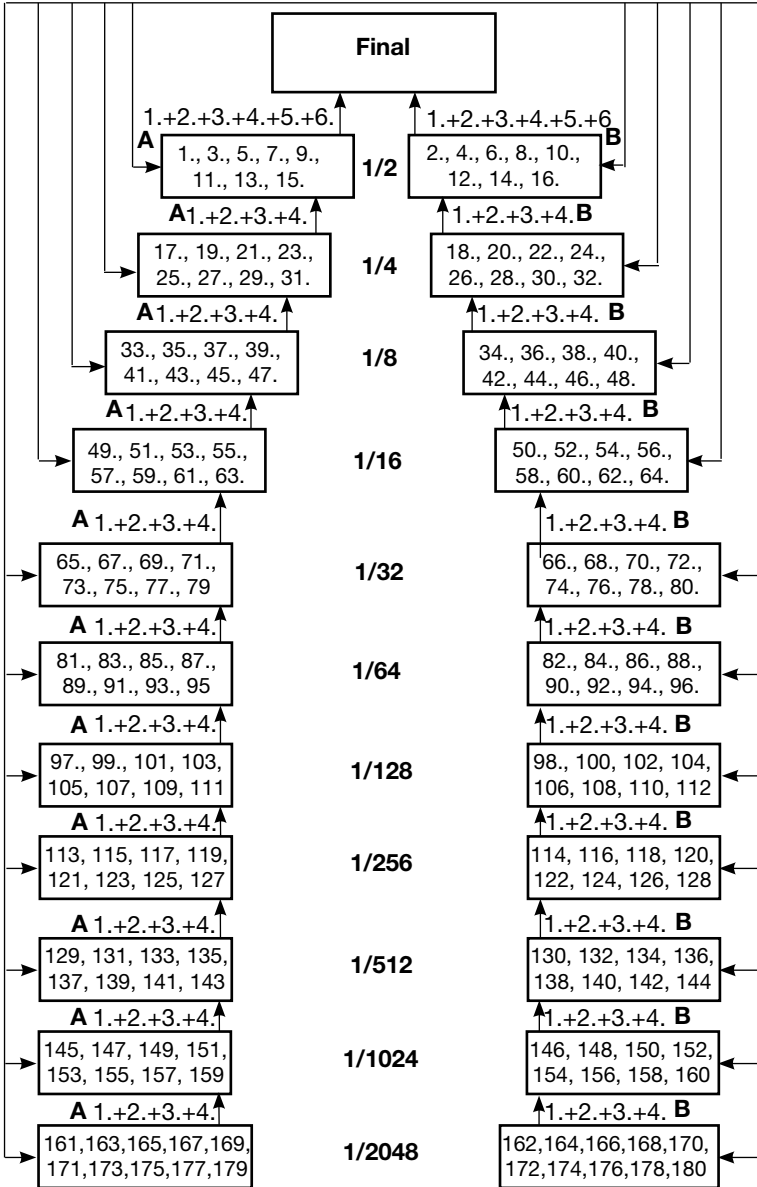 Final
1.+2.+3.+4.+5.+6. 1.+2.+3.+4.+5.+6
A B
1., 3., 5., 7., 9., 1/2 2., 4., 6., 8., 10.,
11., 13., 15. 12., 14., 16.
A 1.+2.+3.+4. 1.+2.+3.+4. B
17., 19., 21., 23., 1/4 18., 20., 22., 24.,
25., 27., 29., 31. 26., 28., 30., 32.
A 1.+2.+3.+4. 1.+2.+3.+4. B
33., 35., 37., 39., 1/8 34., 36., 38., 40.,
41., 43., 45., 47. 42., 44., 46., 48.
A 1.+2.+3.+4. 1.+2.+3.+4. B
49., 51., 53., 55., 1/16 50., 52., 54., 56.,
57., 59., 61., 63. 58., 60., 62., 64.
A 1.+2.+3.+4. 1.+2.+3.+4. B
65., 67., 69., 71., 1/32 66., 68., 70., 72.,
73., 75., 77., 79 74., 76., 78., 80.
A 1.+2.+3.+4. 1.+2.+3.+4. B
81., 83., 85., 87., 1/64 82., 84., 86., 88.,
89., 91., 93., 95 90., 92., 94., 96.
A 1.+2.+3.+4. 1.+2.+3.+4. B
97., 99., 101, 103, 1/128 98., 100, 102, 104,
105, 107, 109, 111 106, 108, 110, 112
A 1.+2.+3.+4. 1.+2.+3.+4. B
113, 115, 117, 119, 1/256 114, 116, 118, 120,
121, 123, 125, 127 122, 124, 126, 128
A 1.+2.+3.+4. 1.+2.+3.+4. B
129, 131, 133, 135, 1/512 130, 132, 134, 136,
137, 139, 141, 143 138, 140, 142, 144
A 1.+2.+3.+4. 1.+2.+3.+4. B
145, 147, 149, 151, 1/1024 146, 148, 150, 152,
153, 155, 157, 159 154, 156, 158, 160
A 1.+2.+3.+4. 1.+2.+3.+4. B
161,163,165,167,169, 1/2048 162,164,166,168,170,
171,173,175,177,179 172,174,176,178,180